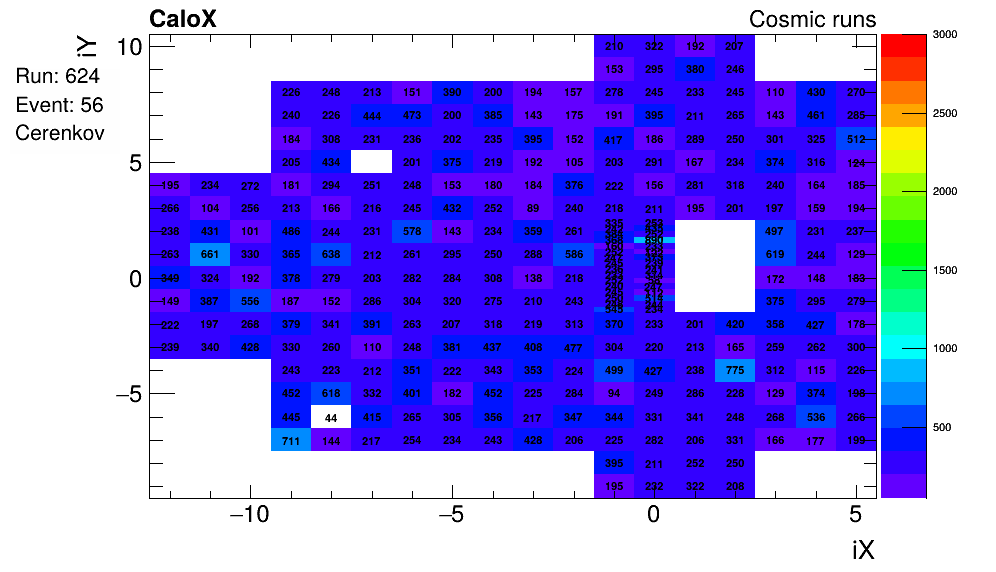 CaloX Cosmic runs
iY
Run: 624
Event: 56
Cerenkov
10 210 322 192 207 3000
153 295 380 246
226 248 213 151 390 200 194 157 278 245 233 245 110 430 270
240 226 444 473 200 385 143 175 191 395 211 265 143 461 285 2500
184 308 231 236 202 235 395 152 417 186 289 250 301 325 512
5 205 434 201 375 219 192 105 203 291 167 234 374 316 124
195 234 272 181 294 251 248 153 180 184 376 222 156 281 318 240 164 185 2000
266 104 256 213 166 216 245 432 252 89 240 218 211 195 201 197 159 194
238 431 101 486 244 231 578 143 234 359 261 497 231 237
263 661 330 365 638 212 261 295 250 288 586 690 619 244 129 1500
0 349 324 192 378 279 203 262 264 308 138 216 172 148 183
149 387 556 187 152 286 304 320 275 210 243 375 295 279
222 197 268 379 341 391 263 207 318 219 313 370 233 201 420 358 427 178
239 340 428 330 260 110 248 381 437 408 477 304 220 213 165 259 262 300 1000
243 223 212 351 222 343 353 224 499 427 238 775 312 115 226
−5 452 618 332 401 182 452 225 284 94 249 286 228 129 374 198
445 44 415 265 305 356 217 347 344 331 341 248 368 536 266 500
711 144 217 254 234 243 428 206 225 262 206 331 166 177 199
395 211 252 250
195 232 322 208
−10 −5 0 5
iX